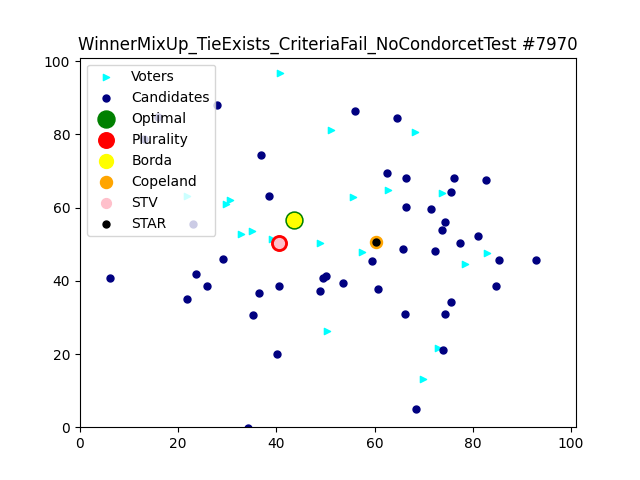 WinnerMixUp_TieExists_CriteriaFail_NoCondorcetTest #7970
100
80
60
40
20
0
0 20 40 60 80 100
Voters
Candidates
Optimal
Plurality
Borda
Copeland
STV
STAR